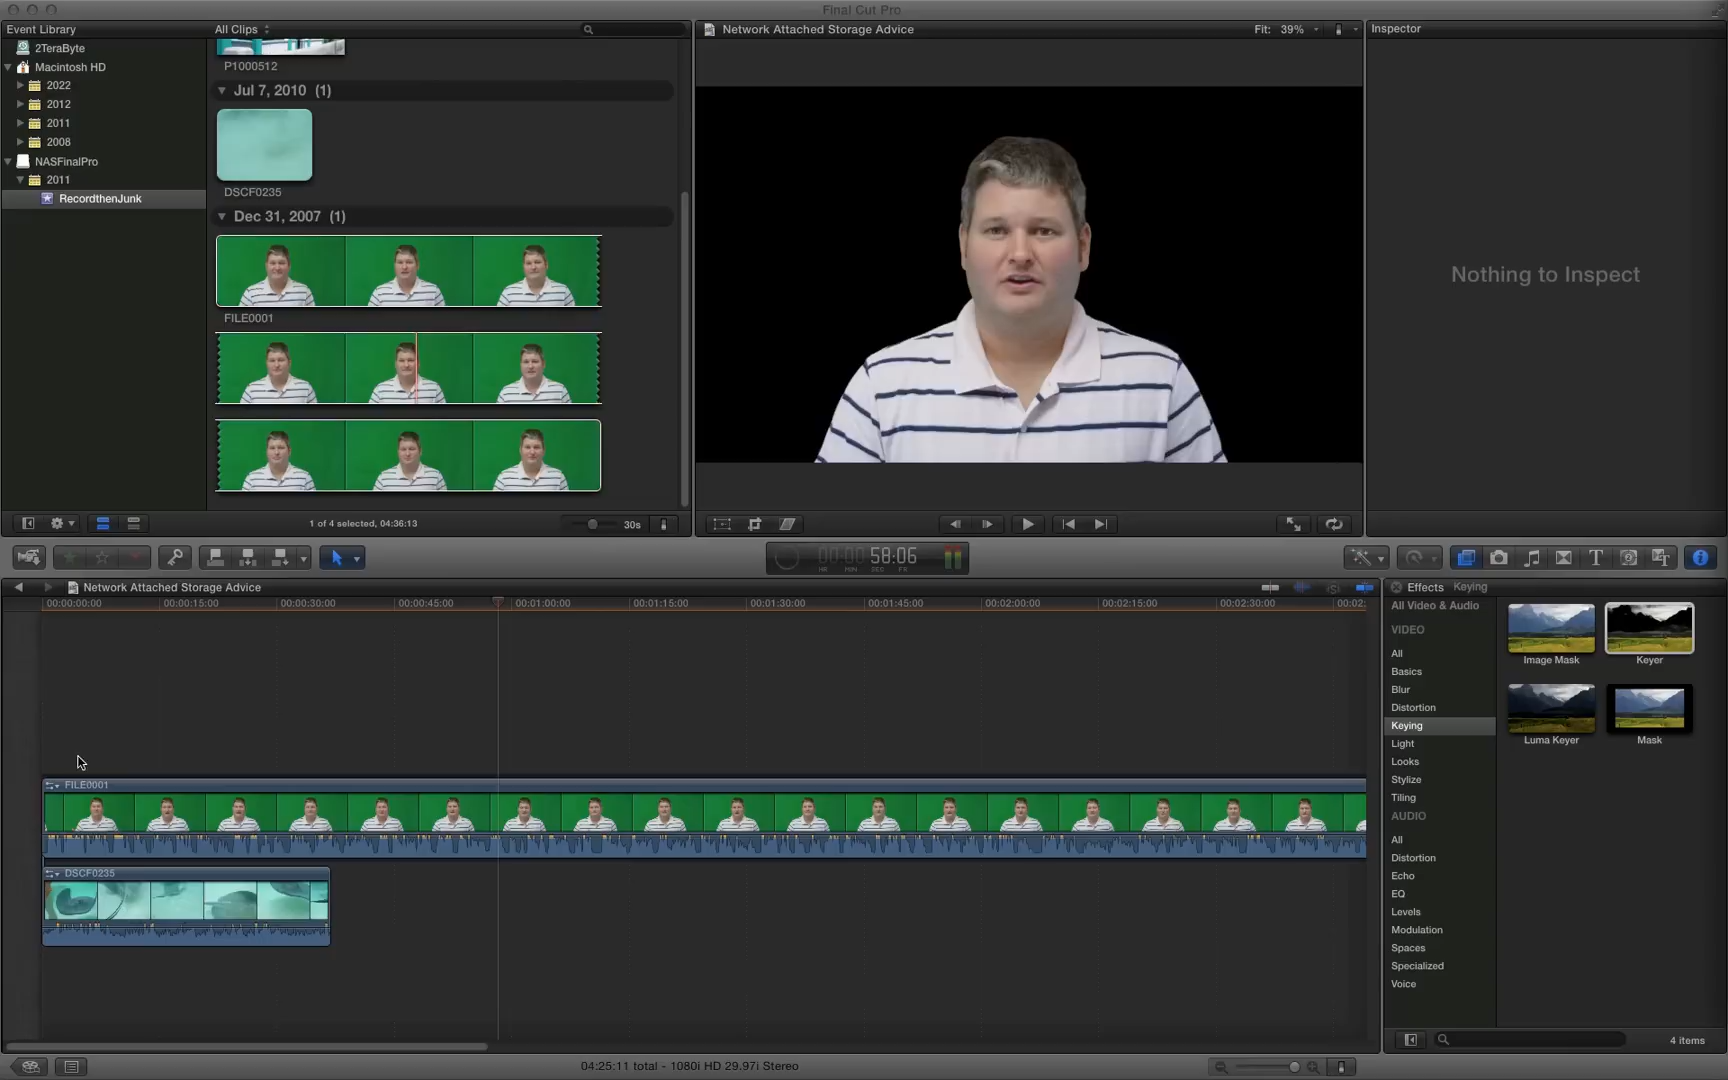 Final Cut Pro
Event Library
All Clips
Network Attached Storage Advice
Fit: 39%
Inspector
2TeraByte
Macintosh HD
2022
2012
2011
2008
NASFinalPro
2011
RecordthenJunk
P1000512
Jul 7, 2010 (1)
DSCF0235
Dec 31, 2007 (1)
FILE0001
Nothing to Inspect
1 of 4 selected, 04:36:13
30s
00:00 58:06
HR MIN SEC FR
Network Attached Storage Advice
00:00:00:00
00:00:15:00
00:00:30:00
00:00:45:00
00:01:00:00
00:01:15:00
00:01:30:00
00:01:45:00
00:02:00:00
00:02:15:00
00:02:30:00
00:02:
FILE0001
DSCF0235
Effects Keying
All Video & Audio
VIDEO
All
Basics
Blur
Distortion
Keying
Light
Looks
Stylize
Tiling
AUDIO
All
Distortion
Echo
EQ
Levels
Modulation
Spaces
Specialized
Voice
Image Mask
Keyer
Luma Keyer
Mask
4 items
04:25:11 total - 1080i HD 29.97i Stereo